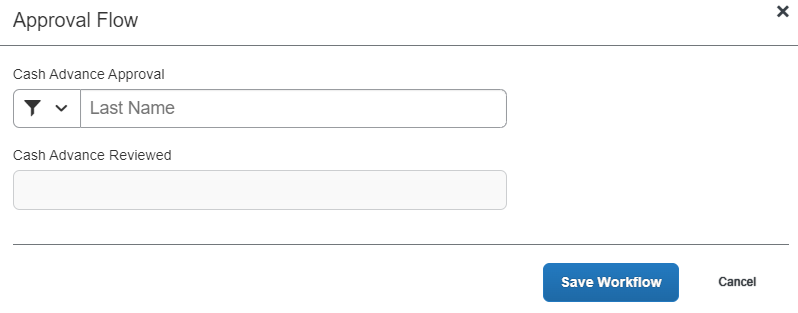 Approval Flow
Cash Advance Approval
Last Name
Cash Advance Reviewed
Save Workflow
Cancel